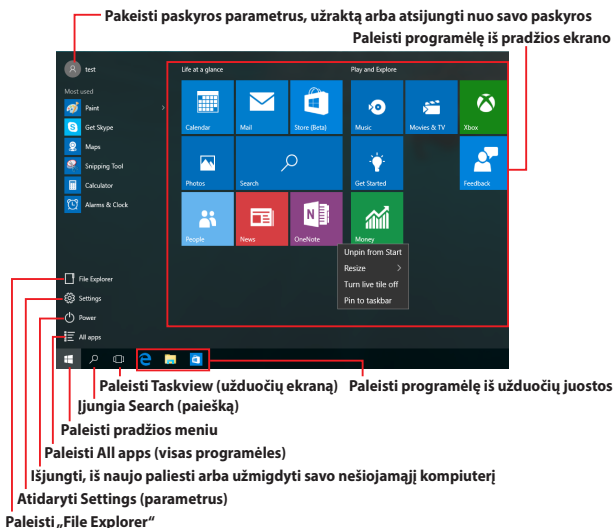 Pakeisti paskyros parametrus, užraktą arba atsijungti nuo savo paskyros
Paleisti programėlę iš pradžios ekrano
test
Most used
Paint
Get Skype
Maps
Snipping Tool
Calculator
Alarms & Clock
File Explorer
Settings
Power
All apps
Life at a glance
Calendar
Mail
Store (Beta)
Photos
Search
People
News
OneNote
Play and Explore
Music
Movies & TV
Xbox
Get Started
Feedback
Money
Unpin from Start
Resize
Turn live tile off
Pin to taskbar
Paleisti Taskview (užduočių ekraną)
Paleisti programėlę iš užduočių juostos
Įjungia Search (paiešką)
Paleisti pradžios meniu
Paleisti All apps (visas programėles)
Išjungti, iš naujo paliesti arba užmigdyti savo nešiojamąjį kompiuterį
Atidaryti Settings (parametrus)
Paleisti „File Explorer“